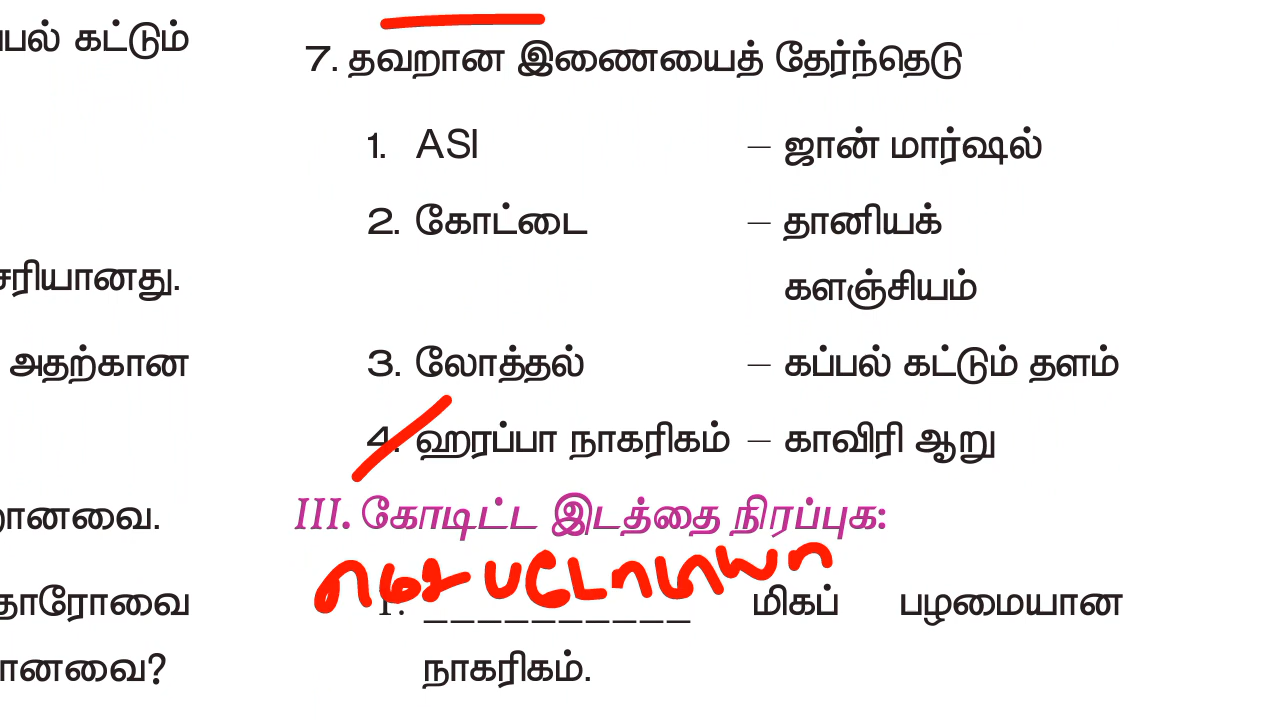 பல் கட்டும்
சரியானது.
அதற்கான
றானவை.
தாரோவை
ானவை?
7. தவறான இணையைத் தேர்ந்தெடு
1. ASI – ஜான் மார்ஷல்
2. கோட்டை – தானியக்
களஞ்சியம்
3. லோத்தல் – கப்பல் கட்டும் தளம்
4. ஹரப்பா நாகரிகம் – காவிரி ஆறு
III. கோடிட்ட இடத்தை நிரப்புக:
1. __________ மிகப் பழமையான
நாகரிகம்.